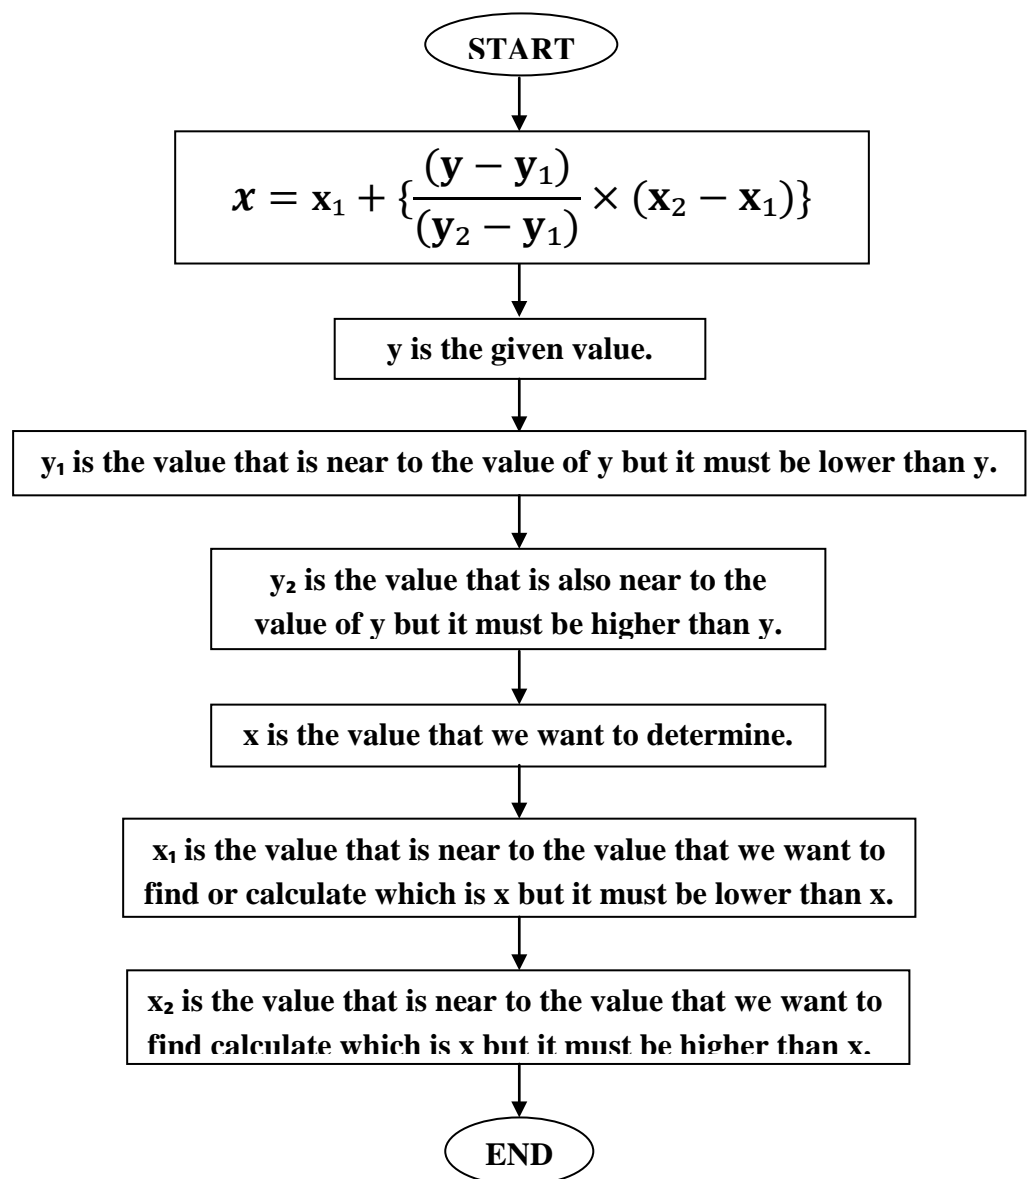 START
𝒙 = x₁ + {(y − y₁)/(y₂ − y₁) × (x₂ − x₁)}
y is the given value.
y₁ is the value that is near to the value of y but it must be lower than y.
y₂ is the value that is also near to the
value of y but it must be higher than y.
x is the value that we want to determine.
x₁ is the value that is near to the value that we want to
find or calculate which is x but it must be lower than x.
x₂ is the value that is near to the value that we want to
find calculate which is x but it must be higher than x.
END